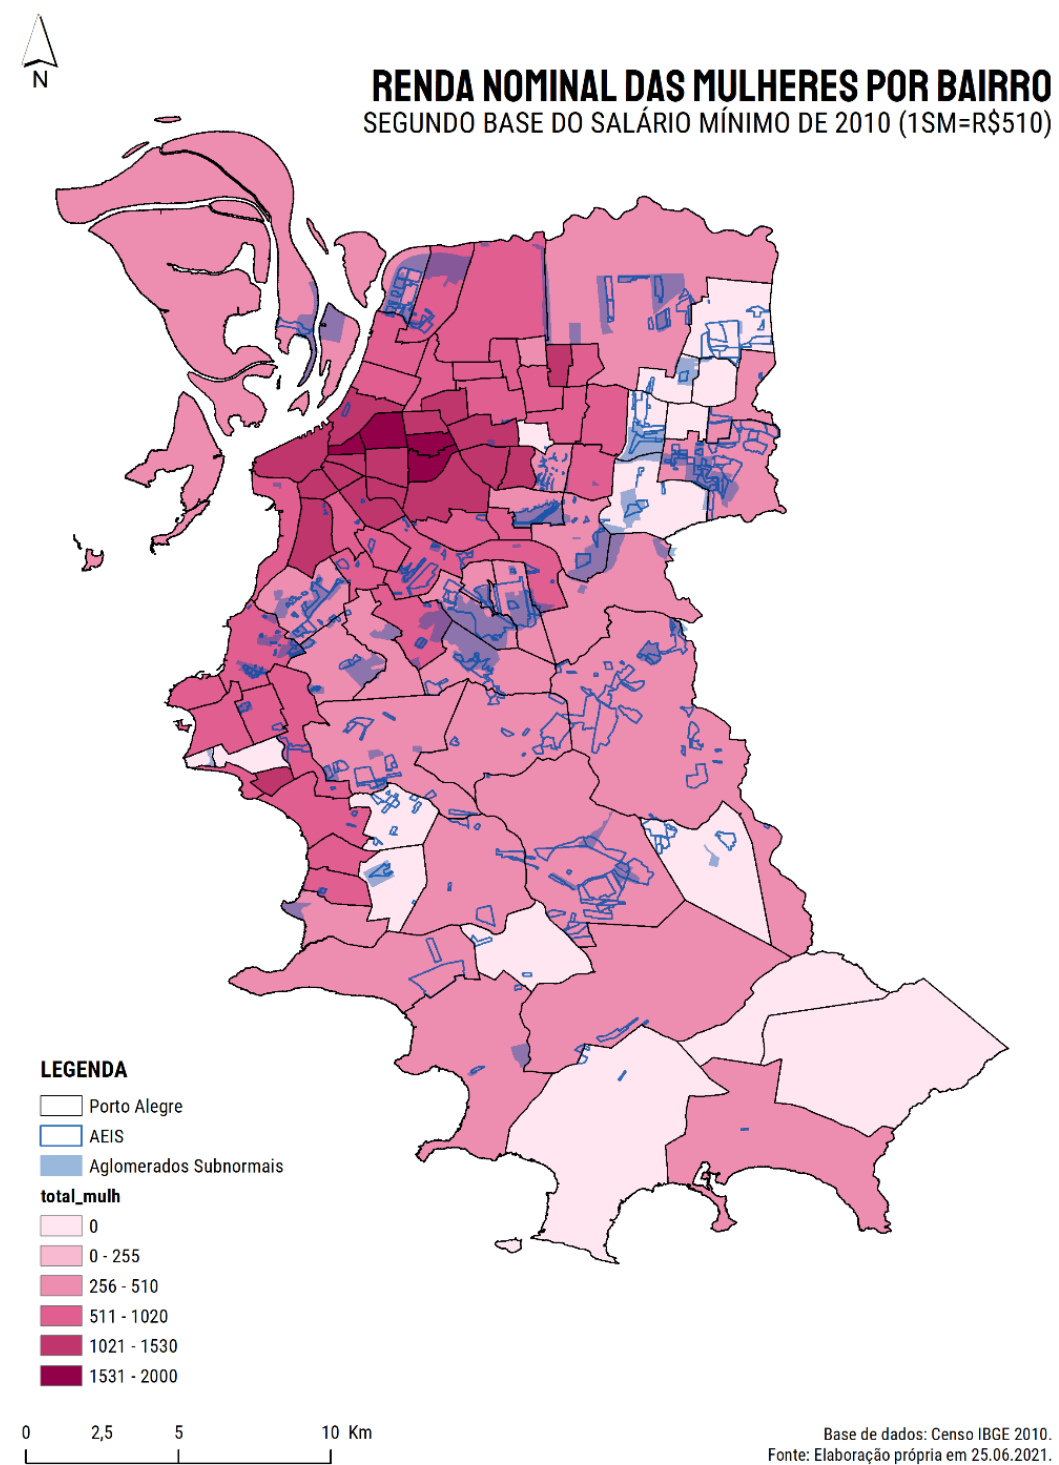 N
RENDA NOMINAL DAS MULHERES POR BAIRRO
SEGUNDO BASE DO SALÁRIO MÍNIMO DE 2010 (1SM=R$510)
LEGENDA
Porto Alegre
AEIS
Aglomerados Subnormais
total_mulh
0
0 - 255
256 - 510
511 - 1020
1021 - 1530
1531 - 2000
0 2,5 5 10 Km
Base de dados: Censo IBGE 2010.
Fonte: Elaboração própria em 25.06.2021.